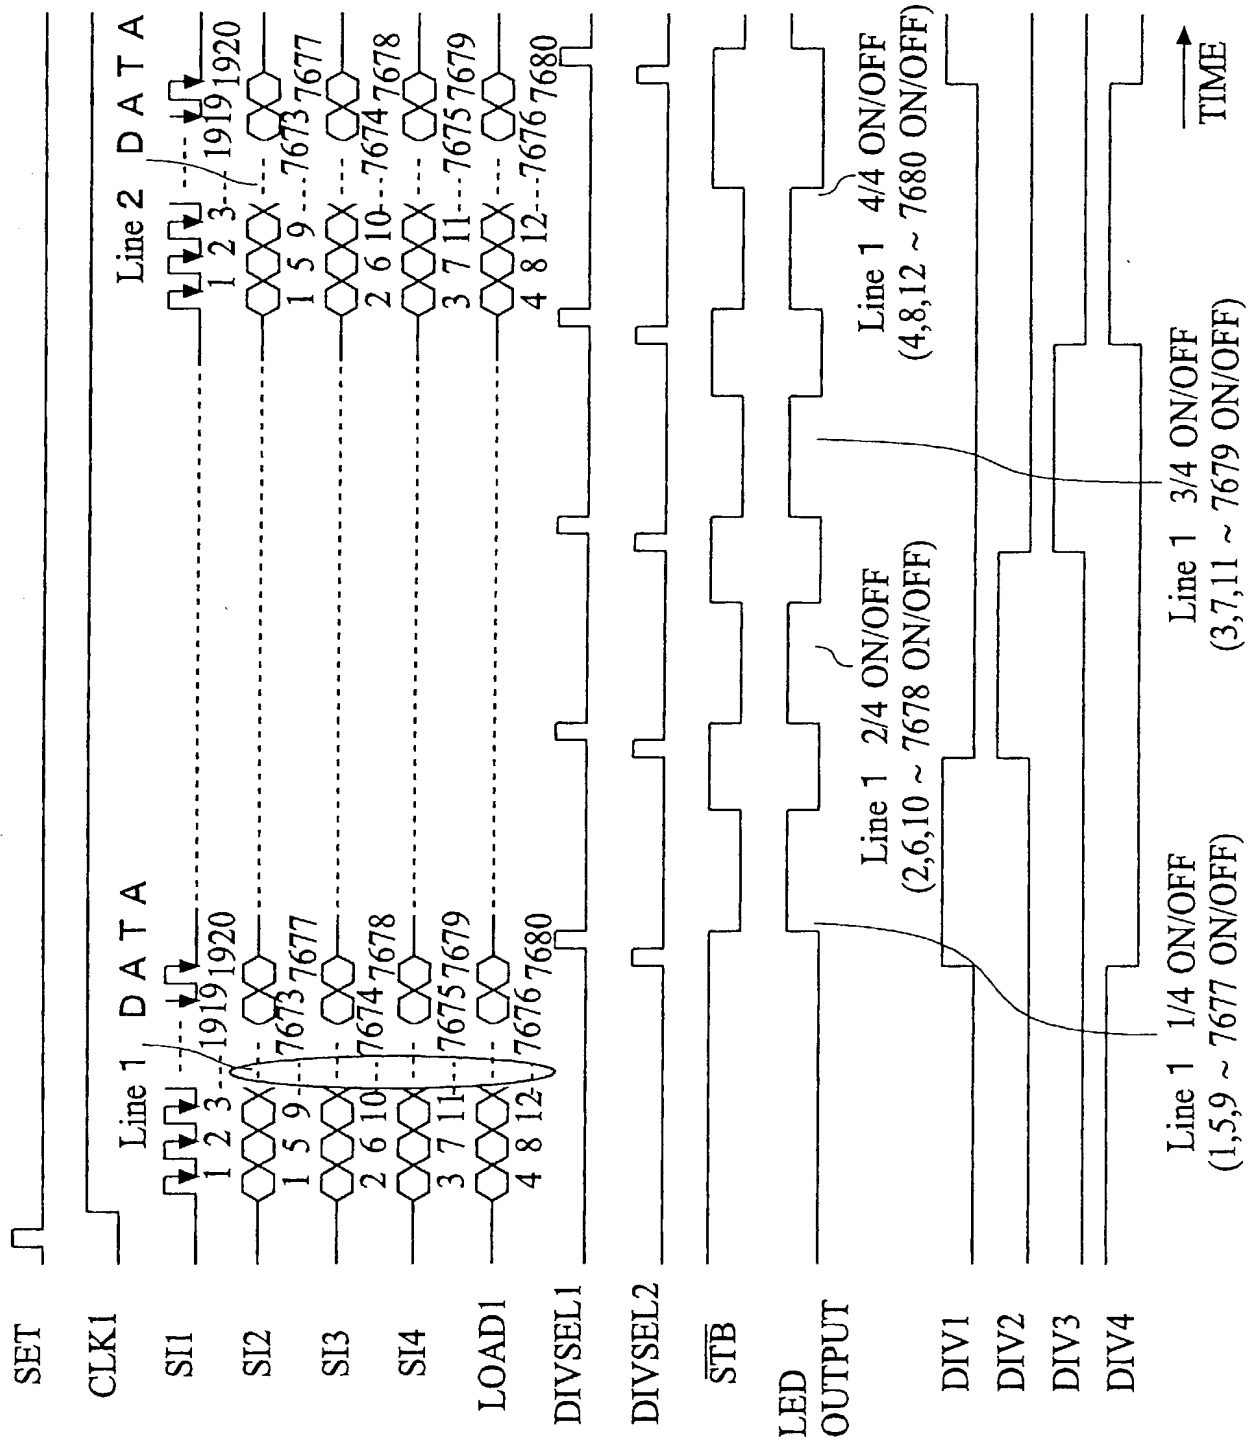 SET
CLK1
Line 1 DATA
Line 2 DATA
SI1
1 2 3---1919 1920
1 2 3---1919 1920
SI2
1 5 9----7673 7677
1 5 9----7673 7677
SI3
2 6 10---7674 7678
2 6 10---7674 7678
SI4
3 7 11---7675 7679
3 7 11---7675 7679
LOAD1
4 8 12---7676 7680
4 8 12---7676 7680
DIVSEL1
DIVSEL2
STB
LED
OUTPUT
Line 1 2/4 ON/OFF
(2,6,10 ~ 7678 ON/OFF)
Line 1 4/4 ON/OFF
(4,8,12 ~ 7680 ON/OFF)
DIV1
DIV2
DIV3
DIV4
Line 1 1/4 ON/OFF
(1,5,9 ~ 7677 ON/OFF)
Line 1 3/4 ON/OFF
(3,7,11 ~ 7679 ON/OFF)
TIME